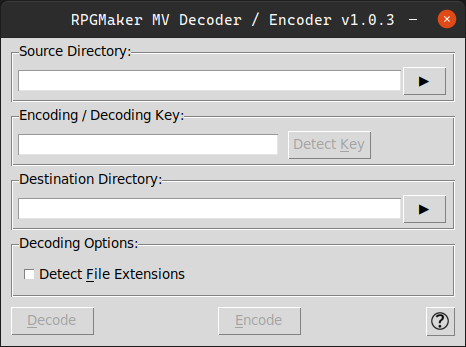 RPGMaker MV Decoder / Encoder v1.0.3
Source Directory:
Encoding / Decoding Key:
Detect Key
Destination Directory:
Decoding Options:
Detect File Extensions
Decode
Encode
?